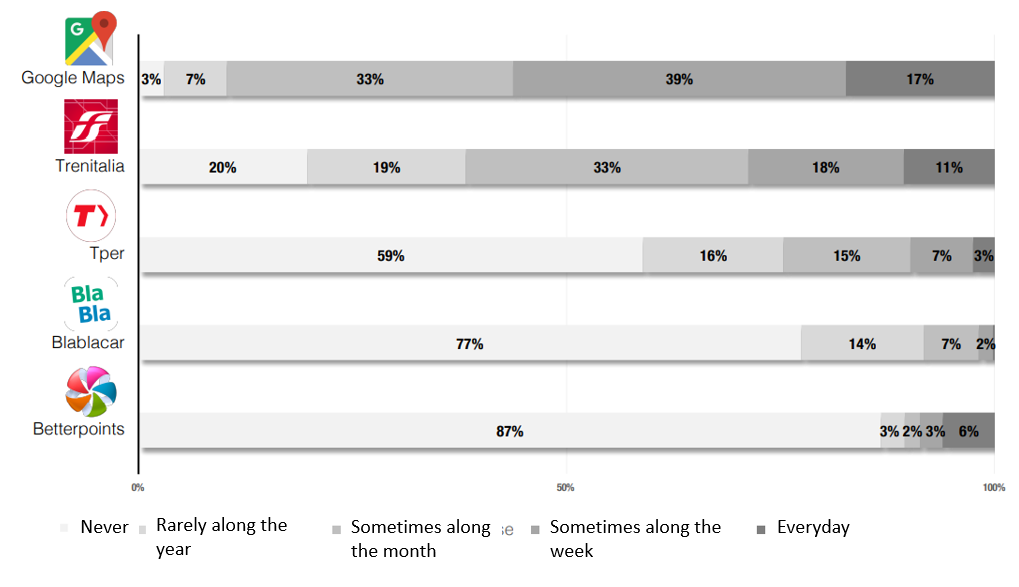 G
Google Maps
3% 7% 33% 39% 17%
Trenitalia
20% 19% 33% 18% 11%
T
Tper
59% 16% 15% 7% 3%
Bla
Bla
Blablacar
77% 14% 7% 2%
Betterpoints
87% 3% 2% 3% 6%
0% 50% 100%
Never
Rarely along the
year
Sometimes along
the month
Sometimes along the
week
Everyday